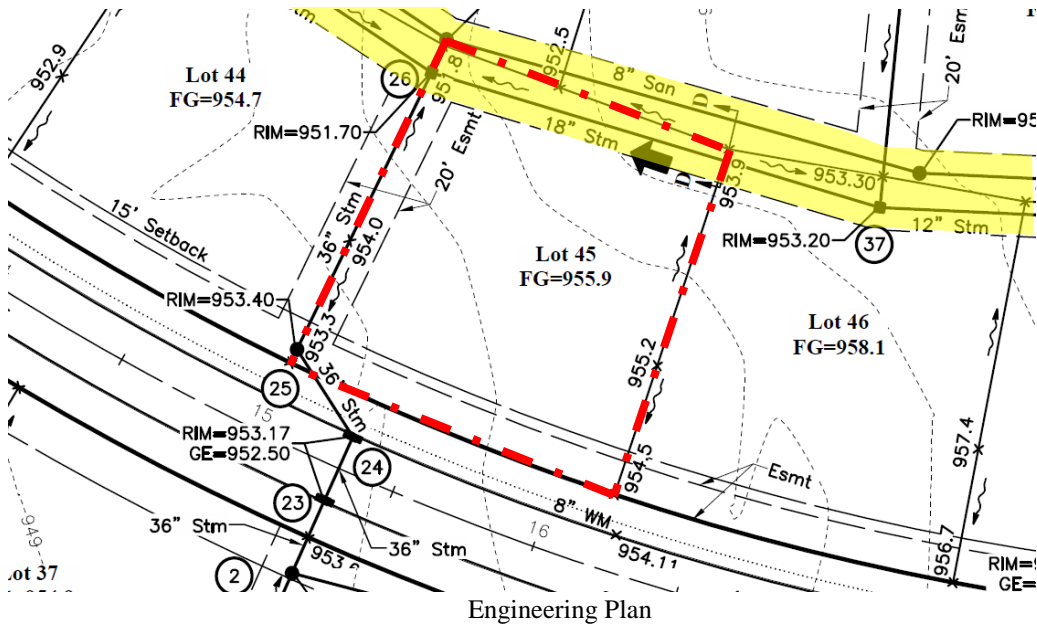 952.9
Stm
Lot 44
FG=954.7
26
951.8
952.5
8" San
20' Esmt
D
RIM=951.70
18" Stm
20' Esmt
D
953.9
953.30
12" Stm
15' Setback
36" Stm
954.0
Lot 45
FG=955.9
RIM=953.20
37
RIM=953.40
953.3
Lot 46
FG=958.1
955.2
25
36" Stm
15
RIM=953.17
GE=952.50
24
954.5
Esmt
957.4
23
8" WM
16
954.11
36" Stm
36" Stm
949
2
956.7
Engineering Plan